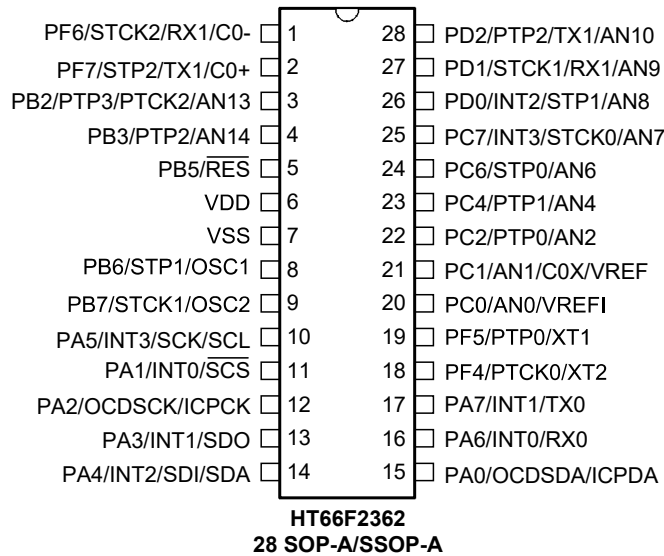 PF6/STCK2/RX1/C0- 1 28 PD2/PTP2/TX1/AN10
PF7/STP2/TX1/C0+ 2 27 PD1/STCK1/RX1/AN9
PB2/PTP3/PTCK2/AN13 3 26 PD0/INT2/STP1/AN8
PB3/PTP2/AN14 4 25 PC7/INT3/STCK0/AN7
PB5/RES 5 24 PC6/STP0/AN6
VDD 6 23 PC4/PTP1/AN4
VSS 7 22 PC2/PTP0/AN2
PB6/STP1/OSC1 8 21 PC1/AN1/C0X/VREF
PB7/STCK1/OSC2 9 20 PC0/AN0/VREFI
PA5/INT3/SCK/SCL 10 19 PF5/PTP0/XT1
PA1/INT0/SCS 11 18 PF4/PTCK0/XT2
PA2/OCDSCK/ICPCK 12 17 PA7/INT1/TX0
PA3/INT1/SDO 13 16 PA6/INT0/RX0
PA4/INT2/SDI/SDA 14 15 PA0/OCDSDA/ICPDA
HT66F2362
28 SOP-A/SSOP-A